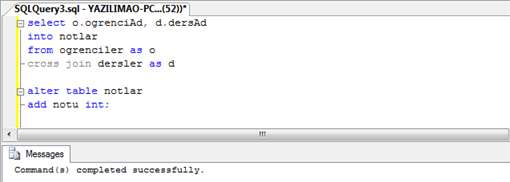 SQLQuery3.sql - YAZILIMAO-PC...(52))*
select o.ogrenciAd, d.dersAd
into notlar
from ogrenciler as o
cross join dersler as d
alter table notlar
add notu int;
Messages
Command(s) completed successfully.